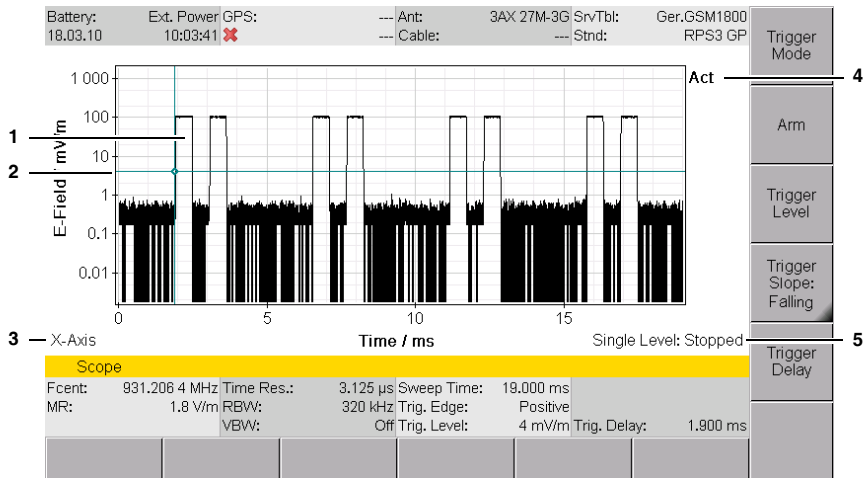 Battery: Ext. Power GPS: --- Ant: 3AX 27M-3G SrvTbl: Ger.GSM1800
18.03.10 10:03:41 --- Cable: --- Stnd: RPS3 GP
Trigger
Mode
Arm
Trigger
Level
Trigger
Slope:
Falling
Trigger
Delay
1 000
100
10
1
0.1
0.01
E-Field / mV/m
Act
0 5 10 15
X-Axis Time / ms Single Level: Stopped
1
2
3
4
5
Scope
Fcent: 931.206 4 MHz Time Res.: 3.125 µs Sweep Time: 19.000 ms
MR: 1.8 V/m RBW: 320 kHz Trig. Edge: Positive
VBW: Off Trig. Level: 4 mV/m Trig. Delay: 1.900 ms